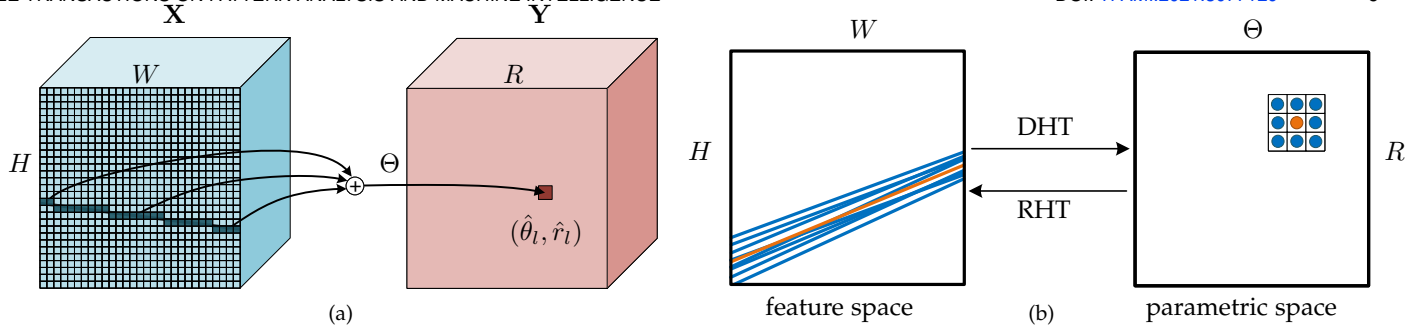 X
Y
W
R
H
Θ
(θ̂_l, r̂_l)
(a)
W
Θ
H
DHT
RHT
R
feature space
(b)
parametric space